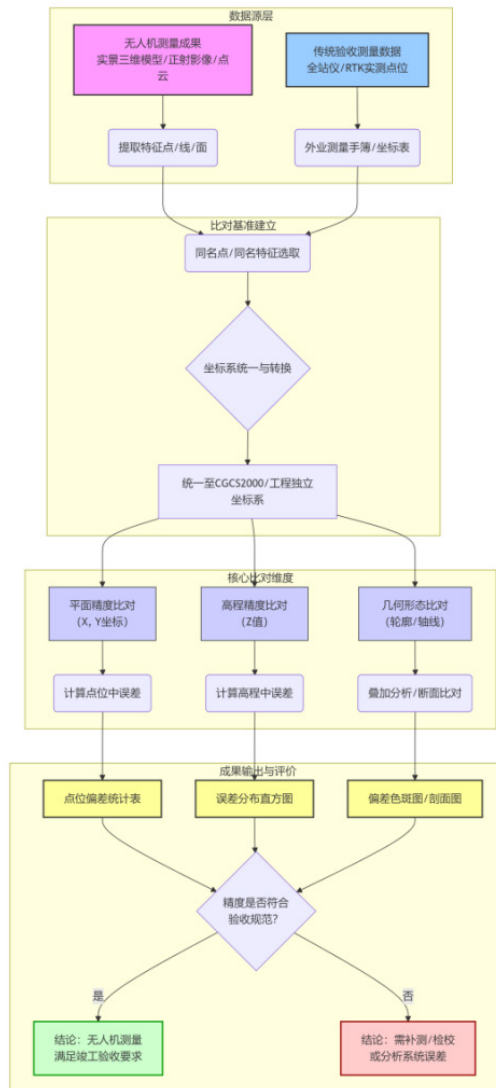 数据源层
无人机测量成果
实景三维模型/正射影像/点
云
传统验收测量数据
全站仪/RTK实测点位
提取特征点/线/面
外业测量手簿/坐标表
比对基准建立
同名点/同名特征选取
坐标系统一与转换
统一至CGCS2000/工程独立
坐标系
核心比对维度
平面精度比对
(X, Y坐标)
高程精度比对
(Z值)
几何形态比对
(轮廓/轴线)
计算点位中误差
计算高程中误差
叠加分析/断面比对
成果输出与评价
点位偏差统计表
误差分布直方图
偏差色斑图/剖面图
精度是否符合
验收规范?
是
否
结论：无人机测量
满足竣工验收要求
结论：需补测/检校
或分析系统误差